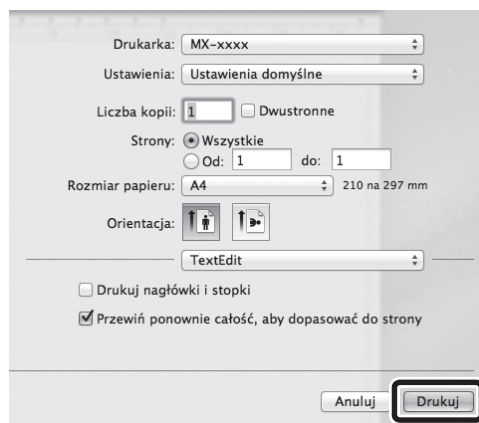 Drukarka: MX-xxxx
Ustawienia: Ustawienia domyślne
Liczba kopii: 1 Dwustronne
Strony: Wszystkie
Od: 1 do: 1
Rozmiar papieru: A4 210 na 297 mm
Orientacja:
TextEdit
Drukuj nagłówki i stopki
Przewiń ponownie całość, aby dopasować do strony
Anuluj Drukuj